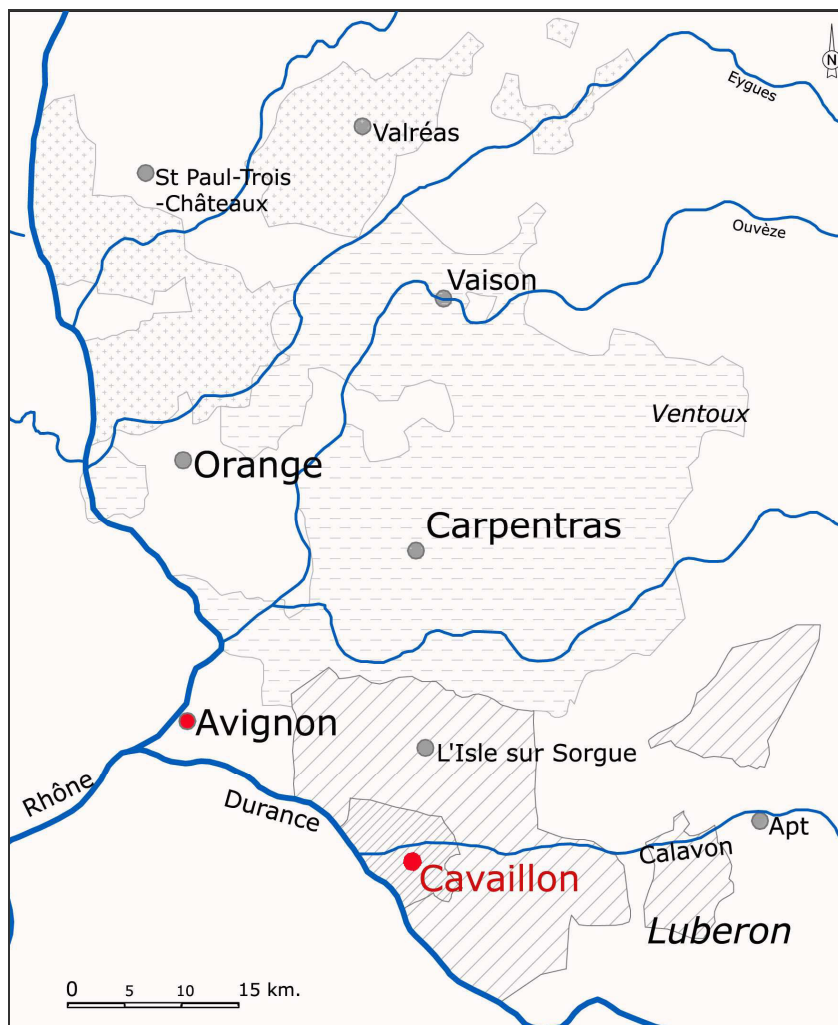 N
Eygues
Valréas
St Paul-Trois
-Châteaux
Ouvèze
Vaison
Ventoux
Orange
Carpentras
Avignon
L'Isle sur Sorgue
Rhône
Durance
Apt
Calavon
Cavaillon
Luberon
0 5 10 15 km.